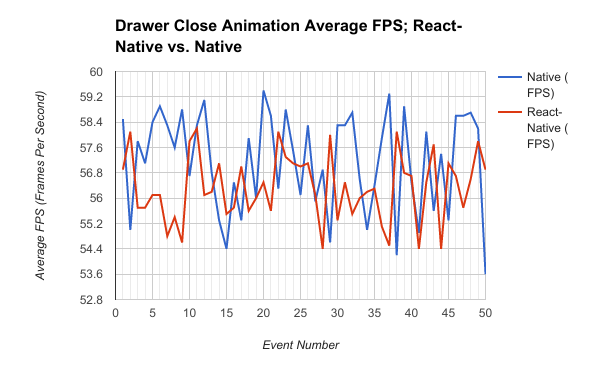 Drawer Close Animation Average FPS; React-
Native vs. Native
Average FPS (Frames Per Second)
60
59.2
58.4
57.6
56.8
56
55.2
54.4
53.6
52.8
0 5 10 15 20 25 30 35 40 45 50
Event Number
Native (
FPS)
React-
Native (
FPS)